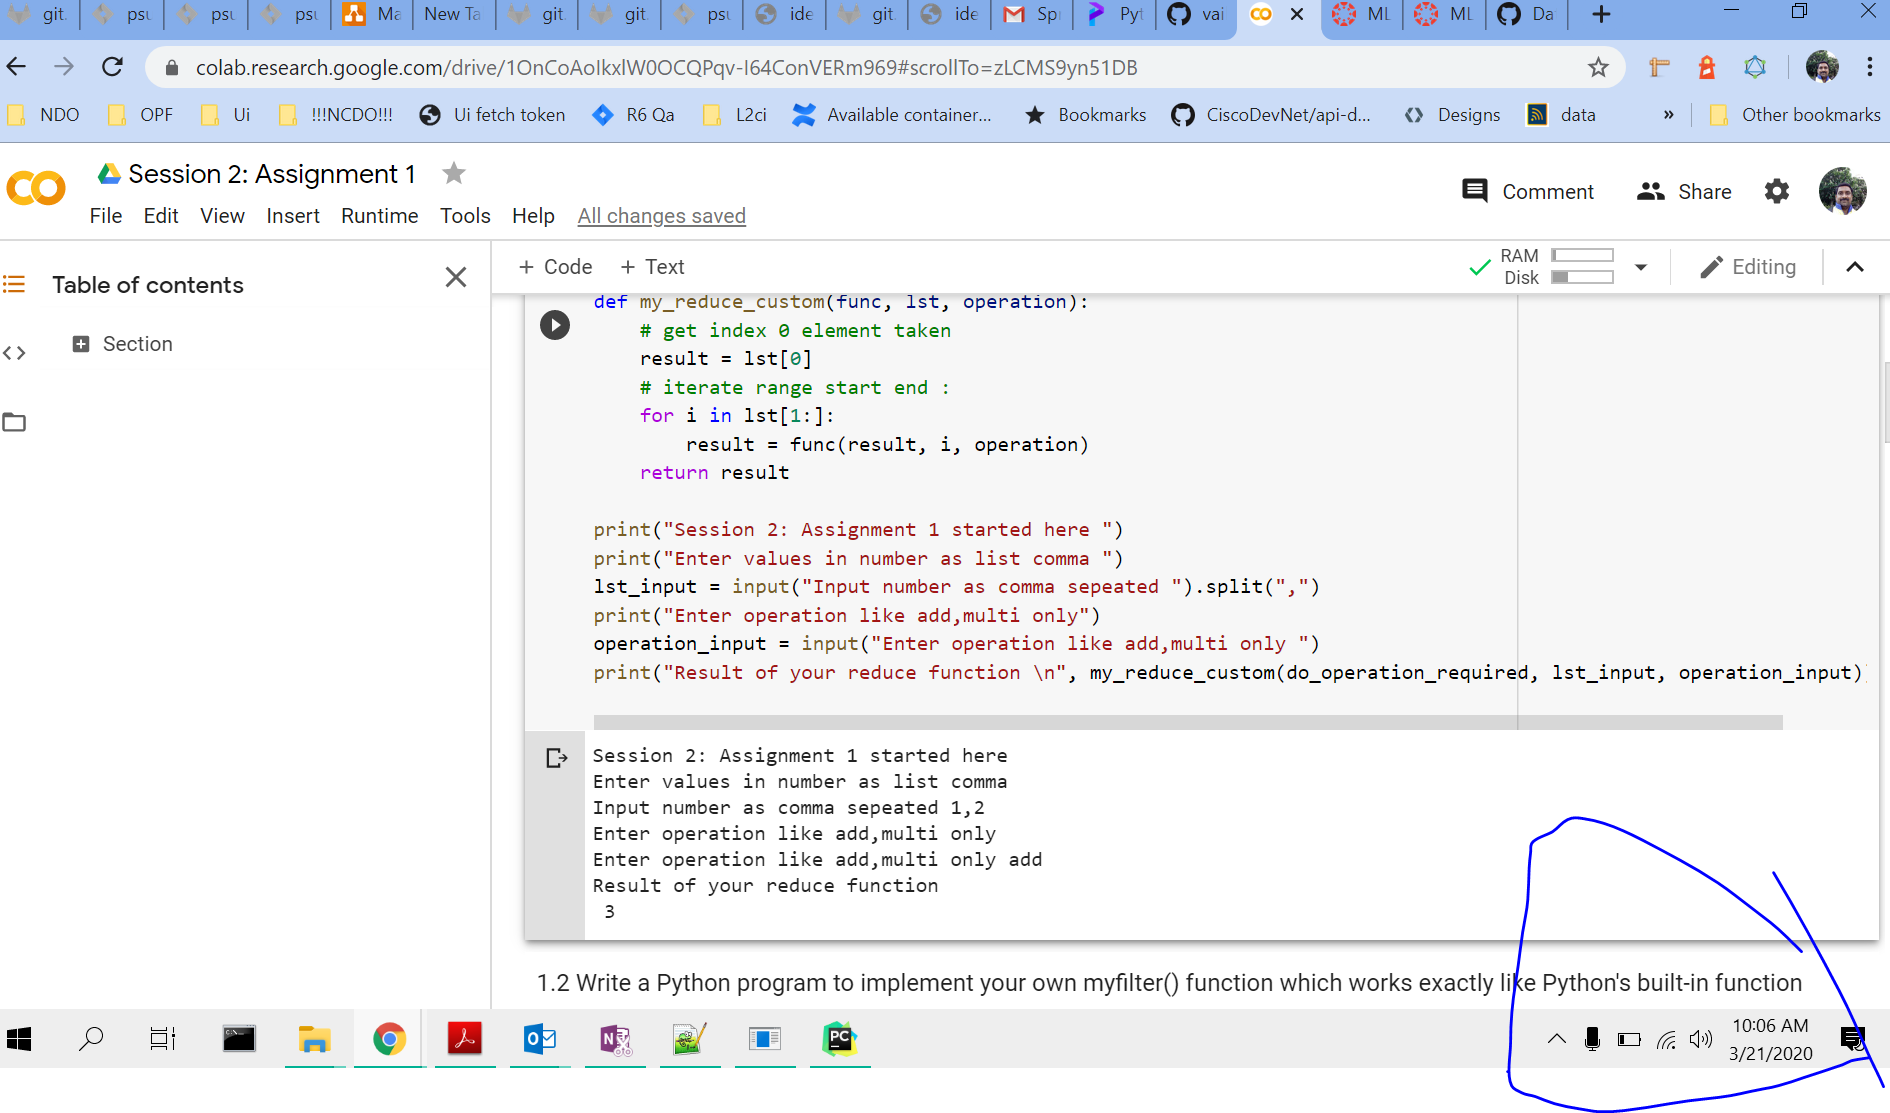 git. psu psu psu Ma New Ta git. git. psu ide git. ide Spr Pyt vai ML ML Da
colab.research.google.com/drive/
NDO OPF Ui !!!NCDO!!! Ui fetch token R6 Qa L2ci Available container... Bookmarks CiscoDevNet/api-d... Designs data » Other bookmarks
Session 2: Assignment 1
Comment Share
File Edit View Insert Runtime Tools Help All changes saved
Table of contents
+ Code + Text
RAM
Disk
Editing
Section
def my_reduce_custom(func, lst, operation):
# get index 0 element taken
result = lst[0]
# iterate range start end :
for i in lst[1:]:
result = func(result, i, operation)
return result
print("Session 2: Assignment 1 started here ")
print("Enter values in number as list comma ")
lst_input = input("Input number as comma sepeated ").split(",")
print("Enter operation like add,multi only")
operation_input = input("Enter operation like add,multi only ")
print("Result of your reduce function \n", my_reduce_custom(do_operation_required, lst_input, operation_input)
Session 2: Assignment 1 started here
Enter values in number as list comma
Input number as comma sepeated 1,2
Enter operation like add,multi only
Enter operation like add,multi only add
Result of your reduce function
3
1.2 Write a Python program to implement your own myfilter() function which works exactly like Python's built-in function
PC
10:06 AM
3/21/2020